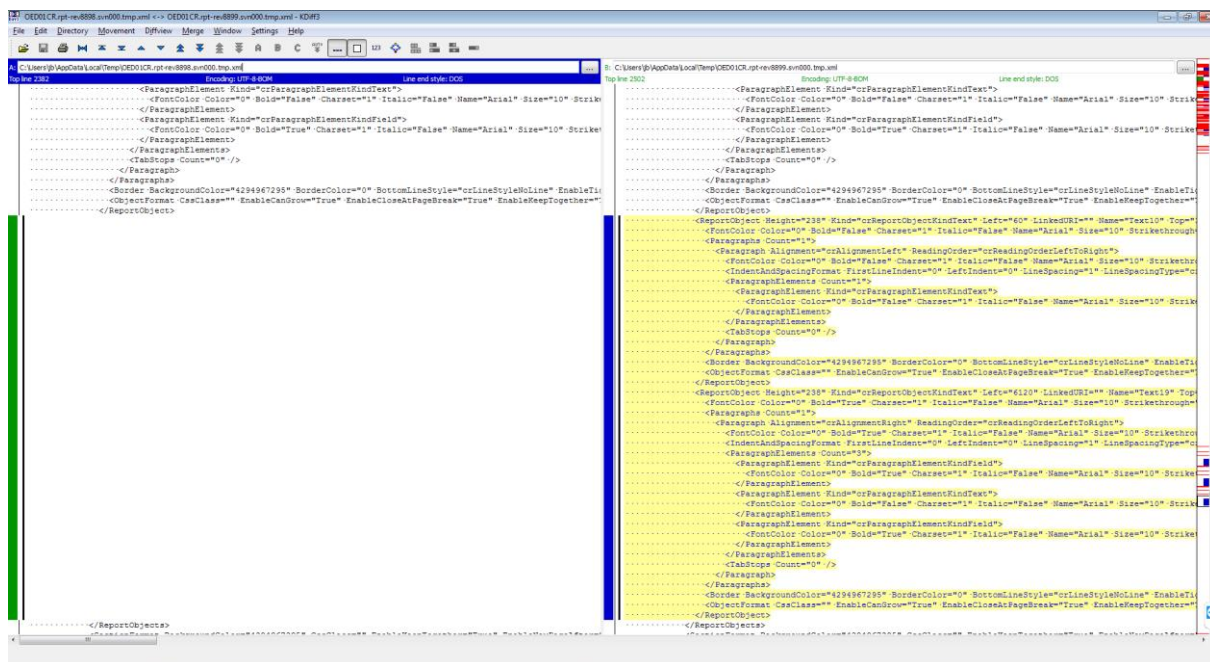 OED01CR.rpt-rev8898.svn000.tmp.xml <-> OED01CR.rpt-rev8899.svn000.tmp.xml - KDiff3
File Edit Directory Movement Diffview Merge Window Settings Help
A B C 123
A: C:\Users\jb\AppData\Local\Temp\OED01CR.rpt-rev8898.svn000.tmp.xml ...
Top line 2382 Encoding: UTF-8-BOM Line end style: DOS
<ParagraphElement Kind="crParagraphElementKindText">
<FontColor Color="0" Bold="False" Charset="1" Italic="False" Name="Arial" Size="10" Strik
</ParagraphElement>
<ParagraphElement Kind="crParagraphElementKindField">
<FontColor Color="0" Bold="True" Charset="1" Italic="False" Name="Arial" Size="10" Striket
</ParagraphElement>
</ParagraphElements>
<TabStops Count="0" />
</Paragraph>
</Paragraphs>
<Border BackgroundColor="4294967295" BorderColor="0" BottomLineStyle="crLineStyleNoLine" EnableTi
<ObjectFormat CssClass="" EnableCanGrow="True" EnableCloseAtPageBreak="True" EnableKeepTogether="
</ReportObject>
</ReportObjects>
B: C:\Users\jb\AppData\Local\Temp\OED01CR.rpt-rev8899.svn000.tmp.xml ...
Top line 2502 Encoding: UTF-8-BOM Line end style: DOS
<ParagraphElement Kind="crParagraphElementKindText">
<FontColor Color="0" Bold="False" Charset="1" Italic="False" Name="Arial" Size="10" Strik
</ParagraphElement>
<ParagraphElement Kind="crParagraphElementKindField">
<FontColor Color="0" Bold="True" Charset="1" Italic="False" Name="Arial" Size="10" Strike
</ParagraphElement>
</ParagraphElements>
<TabStops Count="0" />
</Paragraph>
</Paragraphs>
<Border BackgroundColor="4294967295" BorderColor="0" BottomLineStyle="crLineStyleNoLine" EnableTi
<ObjectFormat CssClass="" EnableCanGrow="True" EnableCloseAtPageBreak="True" EnableKeepTogether="
</ReportObject>
<ReportObject Height="238" Kind="crReportObjectKindText" Left="60" LinkedURI="" Name="Text10" Top="
<FontColor Color="0" Bold="False" Charset="1" Italic="False" Name="Arial" Size="10" Strikethrough
<Paragraphs Count="1">
<Paragraph Alignment="crAlignmentLeft" ReadingOrder="crReadingOrderLeftToRight">
<FontColor Color="0" Bold="False" Charset="1" Italic="False" Name="Arial" Size="10" Strikethr
<IndentAndSpacingFormat FirstLineIndent="0" LeftIndent="0" LineSpacing="1" LineSpacingType="c
<ParagraphElements Count="1">
<ParagraphElement Kind="crParagraphElementKindText">
<FontColor Color="0" Bold="False" Charset="1" Italic="False" Name="Arial" Size="10" Strik
</ParagraphElement>
</ParagraphElements>
<TabStops Count="0" />
</Paragraph>
</Paragraphs>
<Border BackgroundColor="4294967295" BorderColor="0" BottomLineStyle="crLineStyleNoLine" EnableTi
<ObjectFormat CssClass="" EnableCanGrow="True" EnableCloseAtPageBreak="True" EnableKeepTogether="
</ReportObject>
<ReportObject Height="238" Kind="crReportObjectKindText" Left="6120" LinkedURI="" Name="Text19" Top
<FontColor Color="0" Bold="True" Charset="1" Italic="False" Name="Arial" Size="10" Strikethrough=
<Paragraphs Count="1">
<Paragraph Alignment="crAlignmentRight" ReadingOrder="crReadingOrderLeftToRight">
<FontColor Color="0" Bold="True" Charset="1" Italic="False" Name="Arial" Size="10" Strikethro
<IndentAndSpacingFormat FirstLineIndent="0" LeftIndent="0" LineSpacing="1" LineSpacingType="c
<ParagraphElements Count="3">
<ParagraphElement Kind="crParagraphElementKindField">
<FontColor Color="0" Bold="True" Charset="1" Italic="False" Name="Arial" Size="10" Strike
</ParagraphElement>
<ParagraphElement Kind="crParagraphElementKindText">
<FontColor Color="0" Bold="False" Charset="1" Italic="False" Name="Arial" Size="10" Strik
</ParagraphElement>
<ParagraphElement Kind="crParagraphElementKindField">
<FontColor Color="0" Bold="True" Charset="1" Italic="False" Name="Arial" Size="10" Strike
</ParagraphElement>
</ParagraphElements>
<TabStops Count="0" />
</Paragraph>
</Paragraphs>
<Border BackgroundColor="4294967295" BorderColor="0" BottomLineStyle="crLineStyleNoLine" EnableTi
<ObjectFormat CssClass="" EnableCanGrow="True" EnableCloseAtPageBreak="True" EnableKeepTogether="
</ReportObject>
</ReportObjects>